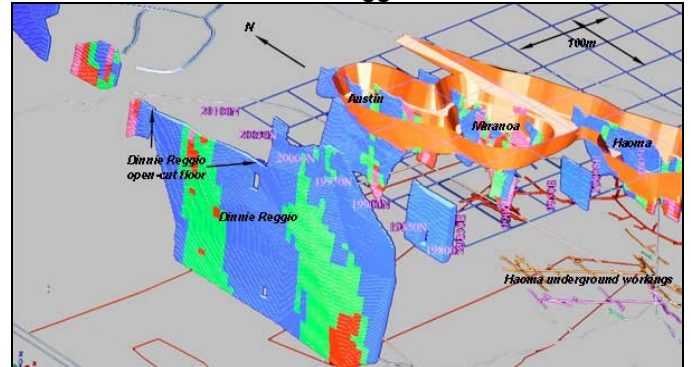 N
100m
Austin
Maranoa
Haoma
20100N
20050N
Dinnie Reggio
open-cut floor
20000N
19950N
19900N
Dinnie Reggio
19850N
19800N
Haoma underground workings